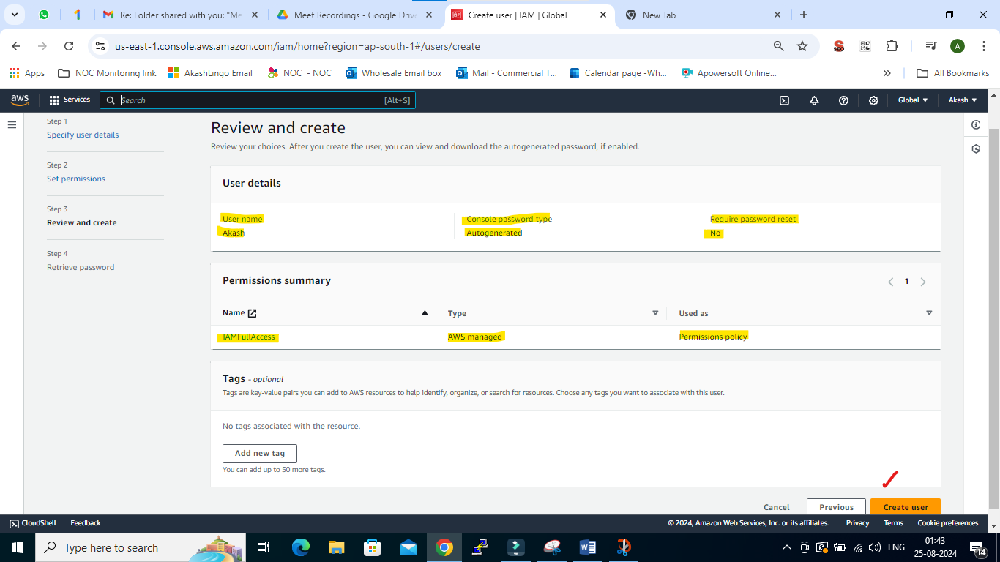 Re: Folder shared with you: "Me
Meet Recordings - Google Drive
Create user | IAM | Global
New Tab
us-east-1.console.aws.amazon.com/iam/home?region=ap-south-1#/users/create
SEO
A
Apps
NOC Monitoring link
AkashLingo Email
NOC - NOC
Wholesale Email box
Mail - Commercial T...
Calendar page -Wh...
Apowersoft Online...
All Bookmarks
aws
Services
Search
[Alt+S]
Global
Akash
Step 1
Specify user details
Step 2
Set permissions
Step 3
Review and create
Step 4
Retrieve password
Review and create
Review your choices. After you create the user, you can view and download the autogenerated password, if enabled.
User details
User name
Akash
Console password type
Autogenerated
Require password reset
No
Permissions summary
1
Name
Type
Used as
IAMFullAccess
AWS managed
Permissions policy
Tags - optional
Tags are key-value pairs you can add to AWS resources to help identify, organize, or search for resources. Choose any tags you want to associate with this user.
No tags associated with the resource.
Add new tag
You can add up to 50 more tags.
Cancel
Previous
Create user
CloudShell
Feedback
© 2024, Amazon Web Services, Inc. or its affiliates.
Privacy
Terms
Cookie preferences
Type here to search
ENG
01:43
25-08-2024
14